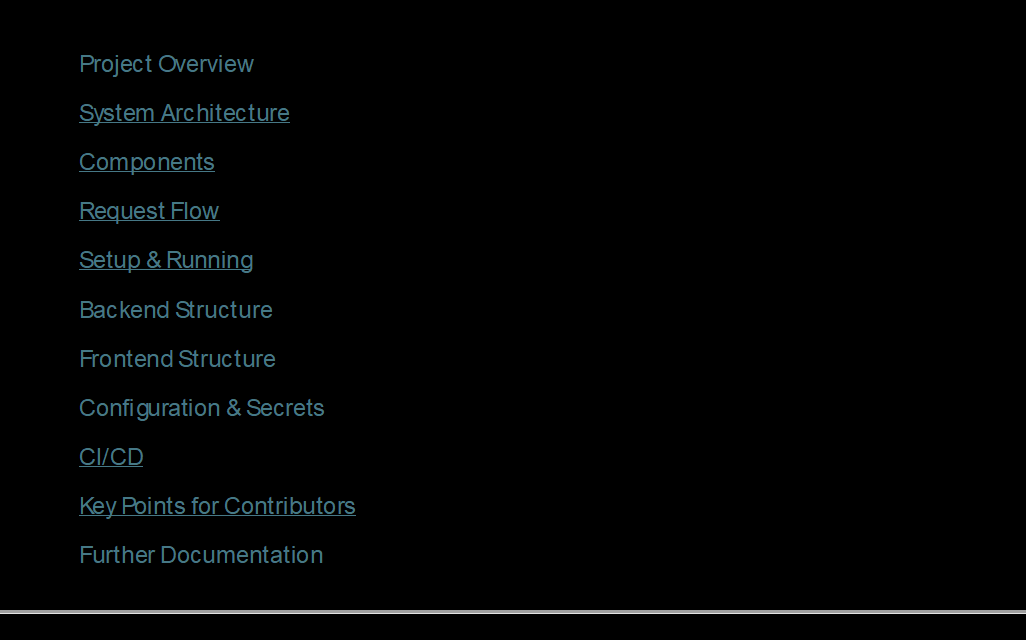 Project Overview
System Architecture
Components
Request Flow
Setup & Running
Backend Structure
Frontend Structure
Configuration & Secrets
CI/CD
Key Points for Contributors
Further Documentation